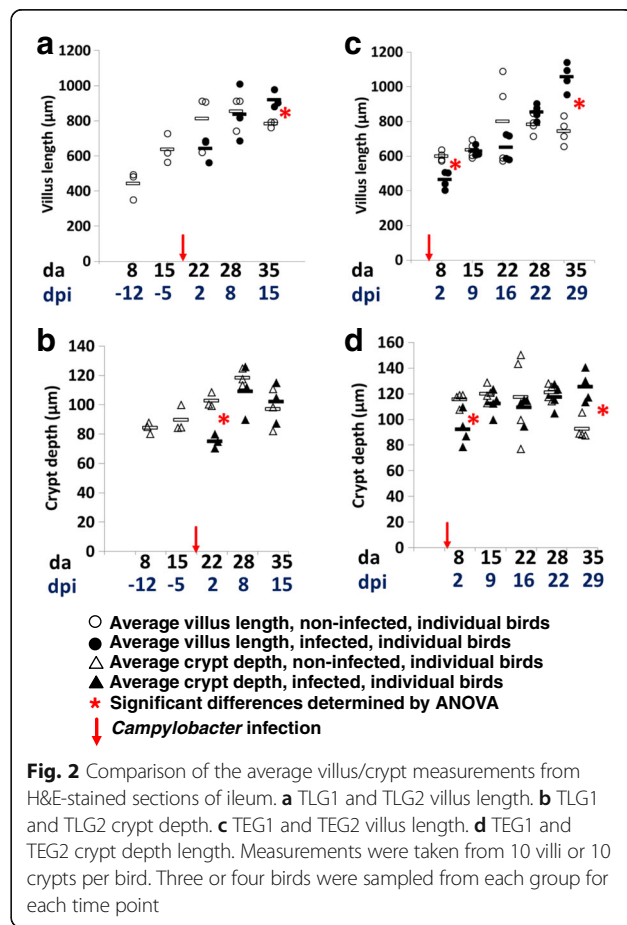 a
1200
1000
800
600
400
200
0
Villus length (µm)
da 8 15 22 28 35
dpi -12 -5 2 8 15
*
c
1200
1000
800
600
400
200
0
Villus length (µm)
* *
8 15 22 28 35
da
dpi 2 9 16 22 29
b
140
120
100
80
60
40
20
0
Crypt depth (µm)
*
da 8 15 22 28 35
dpi -12 -5 2 8 15
d
160
140
120
100
80
60
40
20
0
Crypt depth (µm)
* *
da 8 15 22 28 35
dpi 2 9 16 22 29
○ Average villus length, non-infected, individual birds
● Average villus length, infected, individual birds
△ Average crypt depth, non-infected, individual birds
▲ Average crypt depth, infected, individual birds
* Significant differences determined by ANOVA
↓ Campylobacter infection
Fig. 2 Comparison of the average villus/crypt measurements from
H&E-stained sections of ileum. a TLG1 and TLG2 villus length. b TLG1
and TLG2 crypt depth. c TEG1 and TEG2 villus length. d TEG1 and
TEG2 crypt depth length. Measurements were taken from 10 villi or 10
crypts per bird. Three or four birds were sampled from each group for
each time point